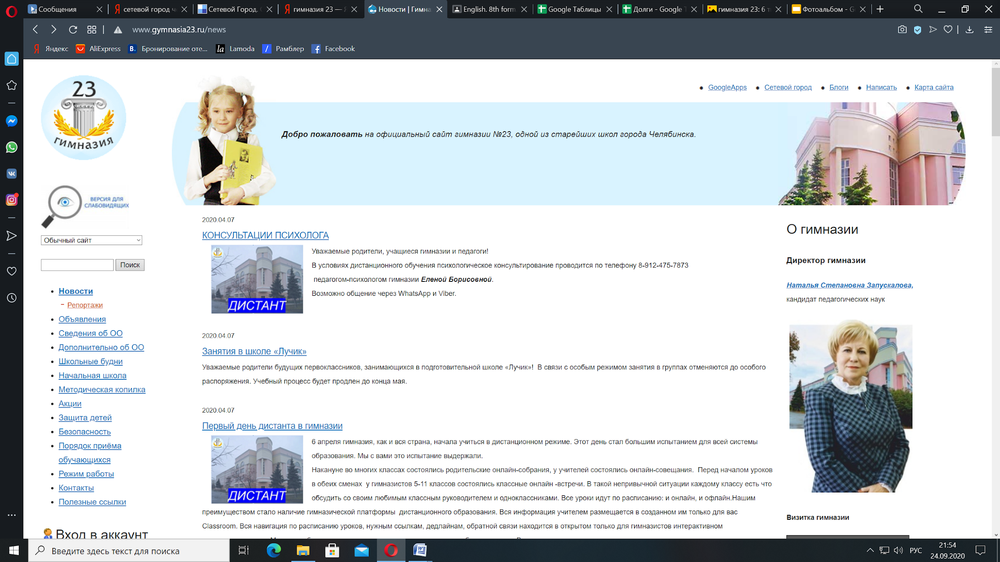 Сообщения
сетевой город
Сетевой Город.
гимназия 23 —
Новости | Гимна
English. 8th form.
Google Таблицы
Долги - Google
гимназия 23: 6
Фотоальбом -
www.gymnasia23.ru/news
Яндекс
AliExpress
Бронирование оте...
Lamoda
Рамблер
Facebook
23
гимназия
GoogleApps
Сетевой город
Блоги
Написать
Карта сайта
Добро пожаловать на официальный сайт гимназии №23, одной из старейших школ города Челябинска.
ВЕРСИЯ ДЛЯ
СЛАБОВИДЯЩИХ
Обычный сайт
Поиск
Новости
Репортажи
Объявления
Сведения об ОО
Дополнительно об ОО
Школьные будни
Начальная школа
Методическая копилка
Акции
Защита детей
Безопасность
Порядок приёма
обучающихся
Режим работы
Контакты
Полезные ссылки
Вход в аккаунт
2020.04.07
КОНСУЛЬТАЦИИ ПСИХОЛОГА
23
ДИСТАНТ
Уважаемые родители, учащиеся гимназии и педагоги!
В условиях дистанционного обучения психологическое консультирование проводится по телефону 8-912-475-7873
педагогом-психологом гимназии Еленой Борисовной.
Возможно общение через WhatsApp и Viber.
2020.04.07
Занятия в школе «Лучик»
Уважаемые родители будущих первоклассников, занимающихся в подготовительной школе «Лучик»! В связи с особым режимом занятия в группах отменяются до особого
распоряжения. Учебный процесс будет продлен до конца мая.
2020.04.07
Первый день дистанта в гимназии
23
ДИСТАНТ
6 апреля гимназия, как и вся страна, начала учиться в дистанционном режиме. Этот день стал большим испытанием для всей системы
образования. Мы с вами это испытание выдержали.
Накануне во многих классах состоялись родительские онлайн-собрания, у учителей состоялись онлайн-совещания. Перед началом уроков
в обеих сменах у гимназистов 5-11 классов состоялись классные онлайн -встречи. В такой непривычной ситуации каждому классу есть что
обсудить со своим любимым классным руководителем и одноклассниками. Все уроки идут по расписанию: и онлайн, и офлайн.Нашим
преимуществом стало наличие гимназической платформы дистанционного образования. Вся информация учителем размещается в созданном им только для вас
Classroom. Вся навигация по расписанию уроков, нужным ссылкам, дедлайнам, обратной связи находится в открытом только для гимназистов интерактивном
О гимназии
Директор гимназии
Наталья Степановна Запускалова,
кандидат педагогических наук
Визитка гимназии
Введите здесь текст для поиска
РУС
21:54
24.09.2020